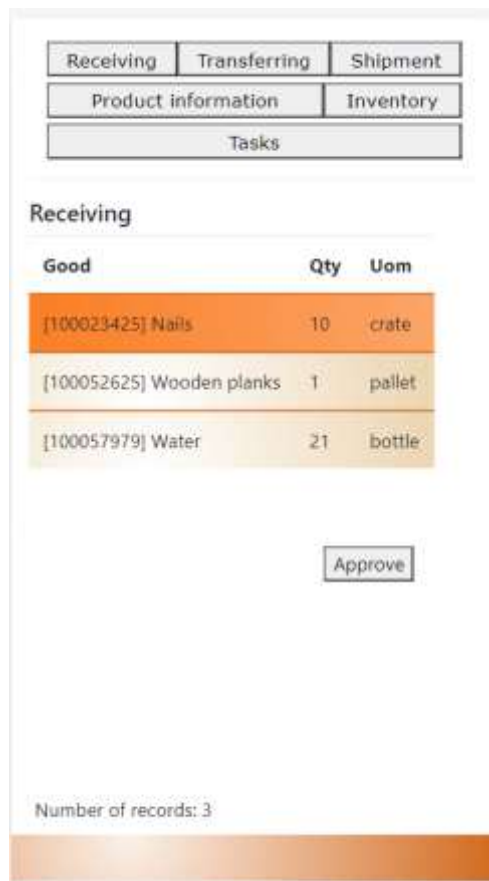 Receiving Transferring Shipment
Product information Inventory
Tasks
Receiving
Good Qty Uom
[100023425] Nails 10 crate
[100052625] Wooden planks 1 pallet
[100057979] Water 21 bottle
Approve
Number of records: 3